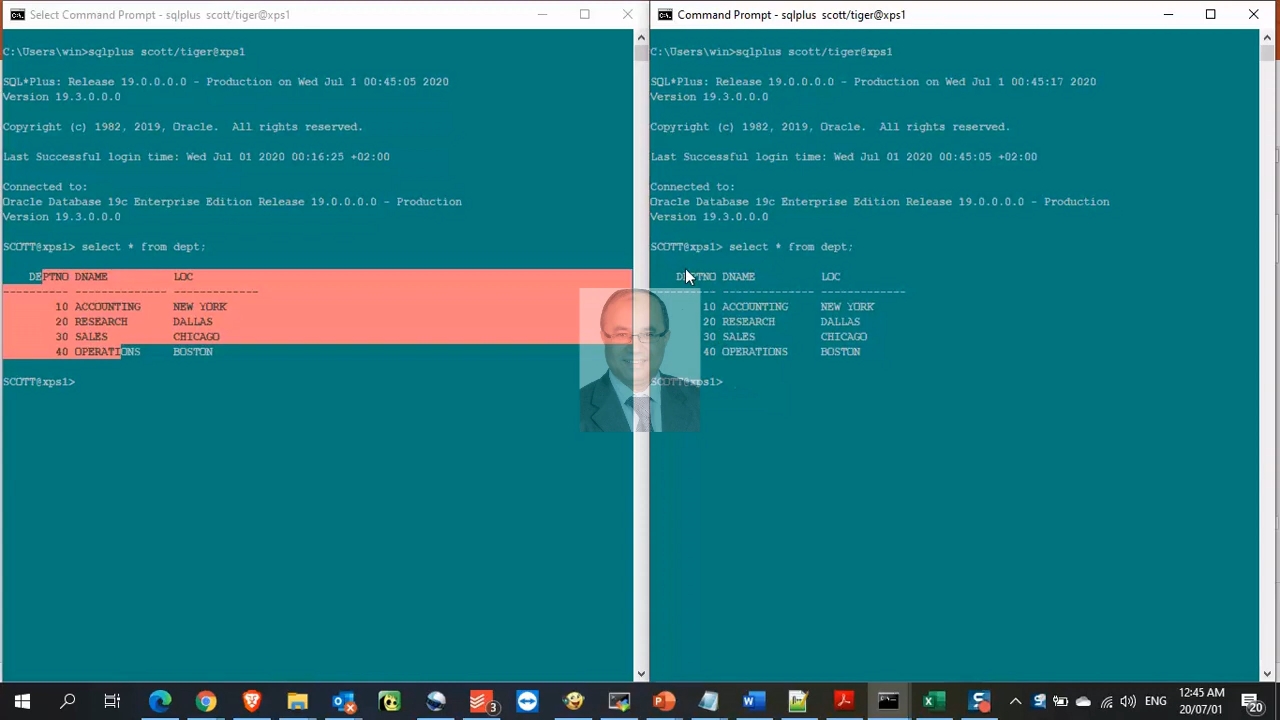 Select Command Prompt - sqlplus  scott/tiger@xps1
C:\Users\win>sqlplus scott/tiger@xps1
SQL*Plus: Release 19.0.0.0.0 - Production on Wed Jul 1 00:45:05 2020
Version 19.3.0.0.0
Copyright (c) 1982, 2019, Oracle.  All rights reserved.
Last Successful login time: Wed Jul 01 2020 00:16:25 +02:00
Connected to:
Oracle Database 19c Enterprise Edition Release 19.0.0.0.0 - Production
Version 19.3.0.0.0
SCOTT@xps1> select * from dept;
DEPTNO DNAME          LOC
---------- -------------- -------------
10 ACCOUNTING     NEW YORK
20 RESEARCH       DALLAS
30 SALES          CHICAGO
40 OPERATIONS     BOSTON
SCOTT@xps1>
Command Prompt - sqlplus  scott/tiger@xps1
C:\Users\win>sqlplus scott/tiger@xps1
SQL*Plus: Release 19.0.0.0.0 - Production on Wed Jul 1 00:45:17 2020
Version 19.3.0.0.0
Copyright (c) 1982, 2019, Oracle.  All rights reserved.
Last Successful login time: Wed Jul 01 2020 00:45:05 +02:00
Connected to:
Oracle Database 19c Enterprise Edition Release 19.0.0.0.0 - Production
Version 19.3.0.0.0
SCOTT@xps1> select * from dept;
DEPTNO DNAME          LOC
---------- -------------- -------------
10 ACCOUNTING     NEW YORK
20 RESEARCH       DALLAS
30 SALES          CHICAGO
40 OPERATIONS     BOSTON
SCOTT@xps1>
3
ENG
12:45 AM
20/07/01
20